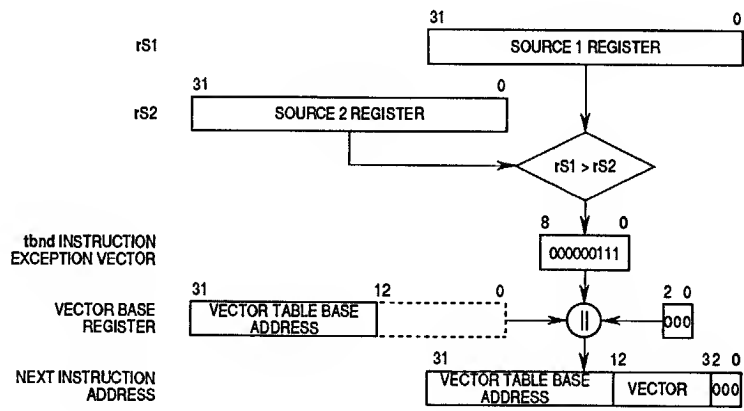 31 0
rS1 SOURCE 1 REGISTER
31 0
rS2 SOURCE 2 REGISTER
rS1 > rS2
8 0
tbnd INSTRUCTION
EXCEPTION VECTOR
000000111
31 12 0 2 0
VECTOR BASE
REGISTER
VECTOR TABLE BASE
ADDRESS
||
000
31 12 32 0
NEXT INSTRUCTION
ADDRESS
VECTOR TABLE BASE
ADDRESS
VECTOR
000